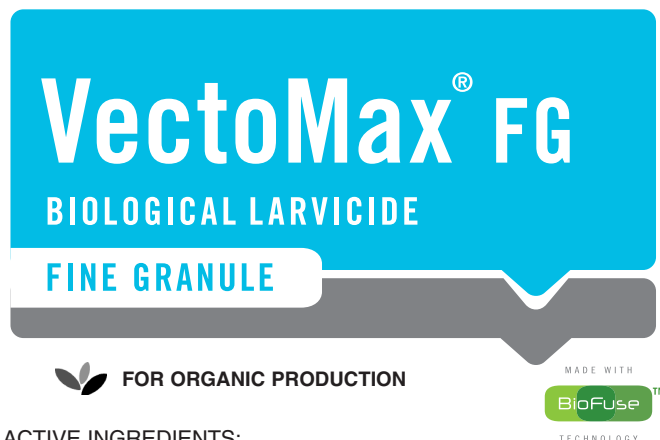 VectoMax® FG
BIOLOGICAL LARVICIDE
FINE GRANULE
FOR ORGANIC PRODUCTION
MADE WITH
BioFuse™
TECHNOLOGY
ACTIVE INGREDIENTS: